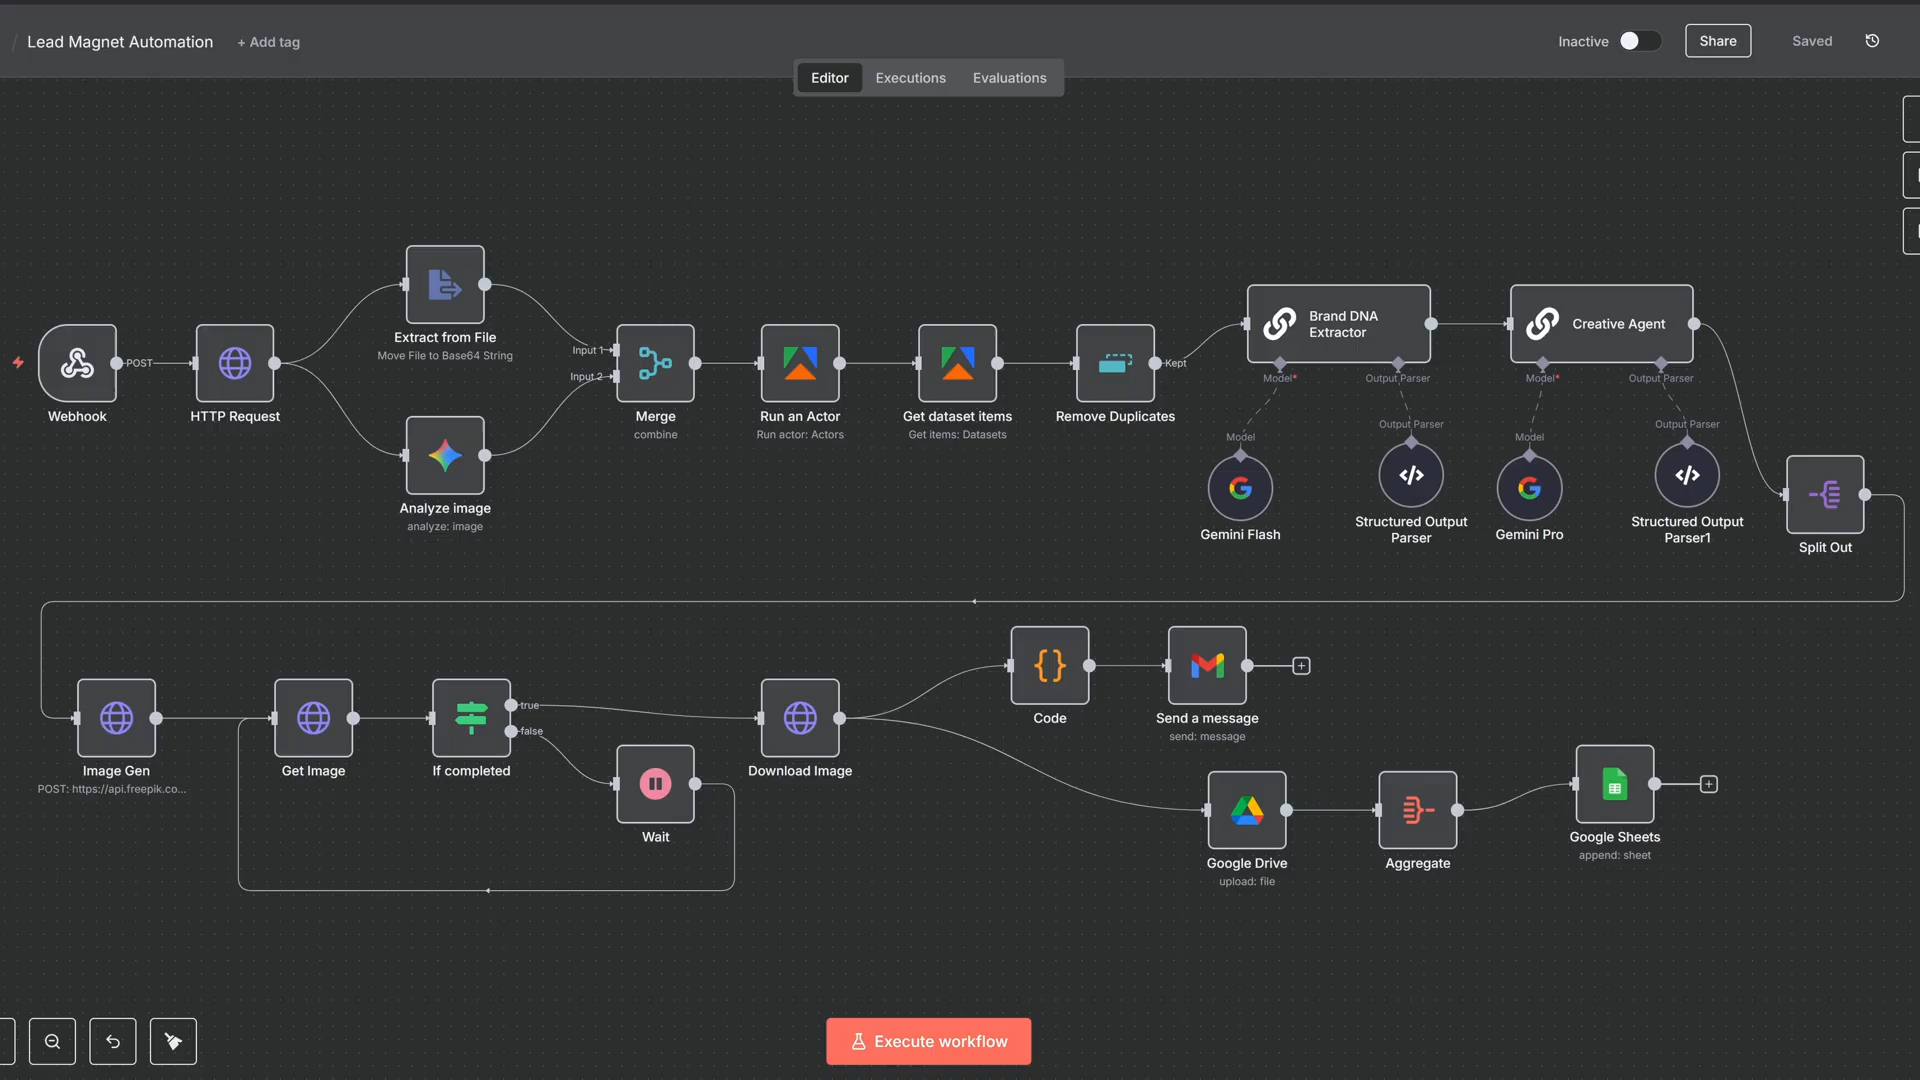 / Lead Magnet Automation + Add tag
Inactive Share Saved
Editor Executions Evaluations
Extract from File
Move File to Base64 String
POST
Webhook
HTTP Request
Analyze image
analyze: image
Input 1
Input 2
Merge
combine
Run an Actor
Run actor: Actors
Get dataset items
Get items: Datasets
Remove Duplicates
Kept
Brand DNA
Extractor
Model*
Output Parser
Model
Gemini Flash
Output Parser
Structured Output
Parser
Creative Agent
Model*
Output Parser
Model
Gemini Pro
Output Parser
Structured Output
Parser1
Split Out
Image Gen
POST: https://api.freepik.co...
Get Image
If completed
true
false
Wait
Download Image
Code
Send a message
send: message
Google Drive
upload: file
Aggregate
Google Sheets
append: sheet
Execute workflow